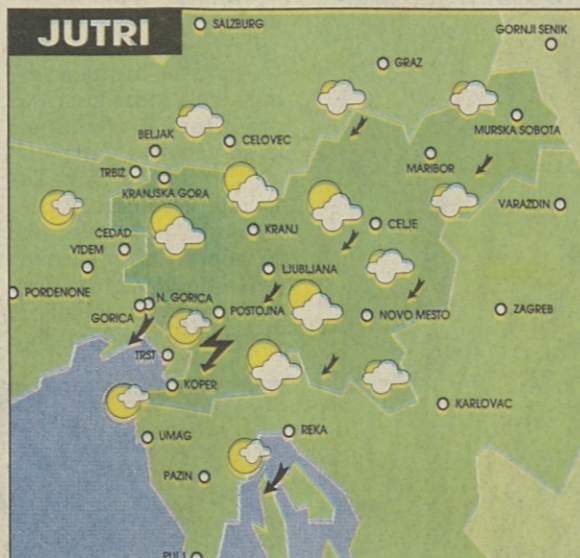 JUTRI
SALZBURG
GORNJI SENIK
GRAZ
MURSKA SOBOTA
BELJAK
CELOVEC
MARIBOR
TRBIŽ
KRANJSKA GORA
VARAŽDIN
ČEDAD
KRANJ
CELJE
VIDEM
LJUBLJANA
PORDENONE
N. GORICA
POSTOJNA
GORICA
NOVO MESTO
ZAGREB
TRST
KOPER
KARLOVAC
UMAG
REKA
PAZIN
PULJ